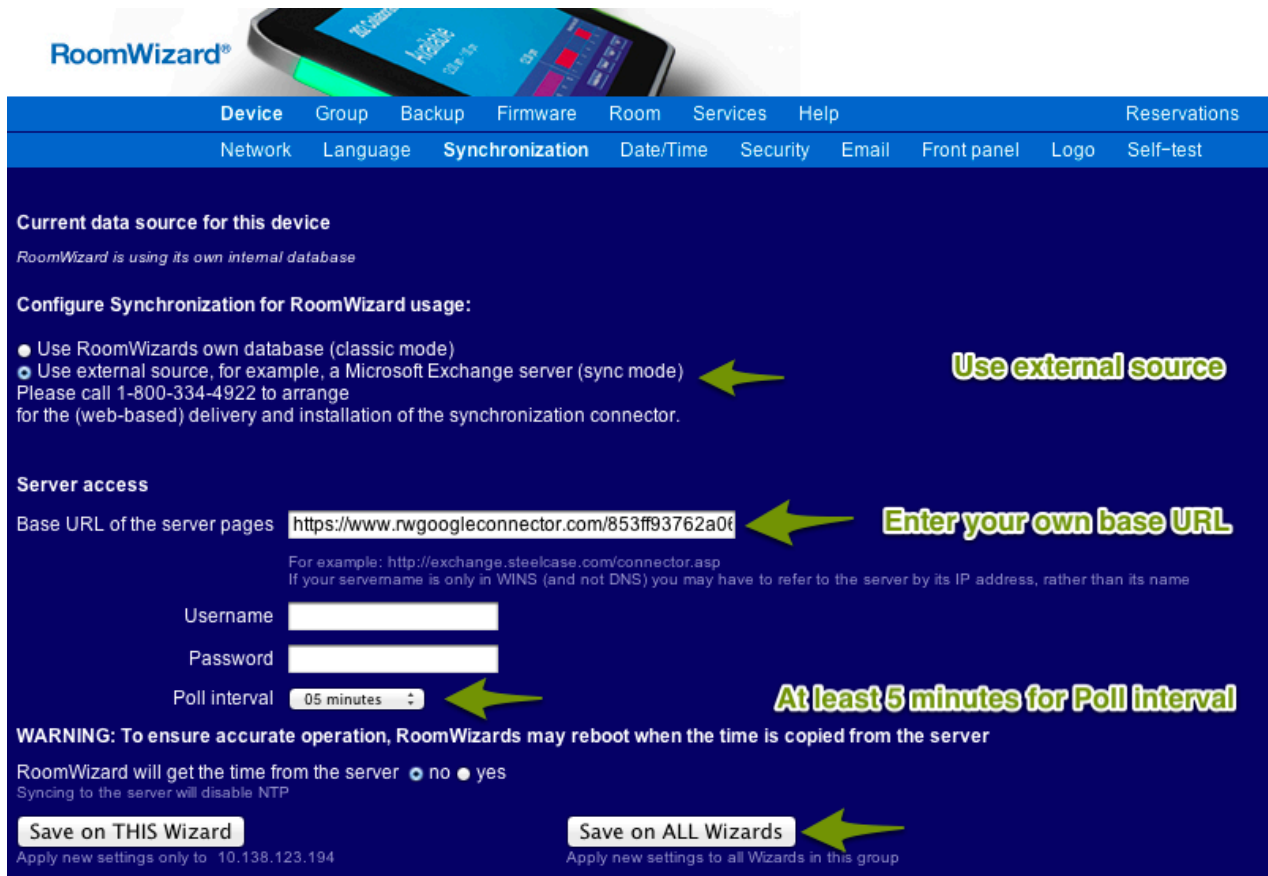 RoomWizard®
Available
Device Group Backup Firmware Room Services Help Reservations
Network Language Synchronization Date/Time Security Email Front panel Logo Self-test
Current data source for this device
RoomWizard is using its own internal database
Configure Synchronization for RoomWizard usage:
Use RoomWizards own database (classic mode)
Use external source, for example, a Microsoft Exchange server (sync mode)
Use external source
Please call 1-800-334-4922 to arrange
for the (web-based) delivery and installation of the synchronization connector.
Server access
Base URL of the server pages https://www.rwgoogleconnector.com/853ff93762a06
Enter your own base URL
For example: http://exchange.steelcase.com/connector.asp
If your servername is only in WINS (and not DNS) you may have to refer to the server by its IP address, rather than its name
Username
Password
Poll interval 05 minutes
At least 5 minutes for Poll interval
WARNING: To ensure accurate operation, RoomWizards may reboot when the time is copied from the server
RoomWizard will get the time from the server no yes
Syncing to the server will disable NTP
Save on THIS Wizard Save on ALL Wizards
Apply new settings only to 10.138.123.194 Apply new settings to all Wizards in this group